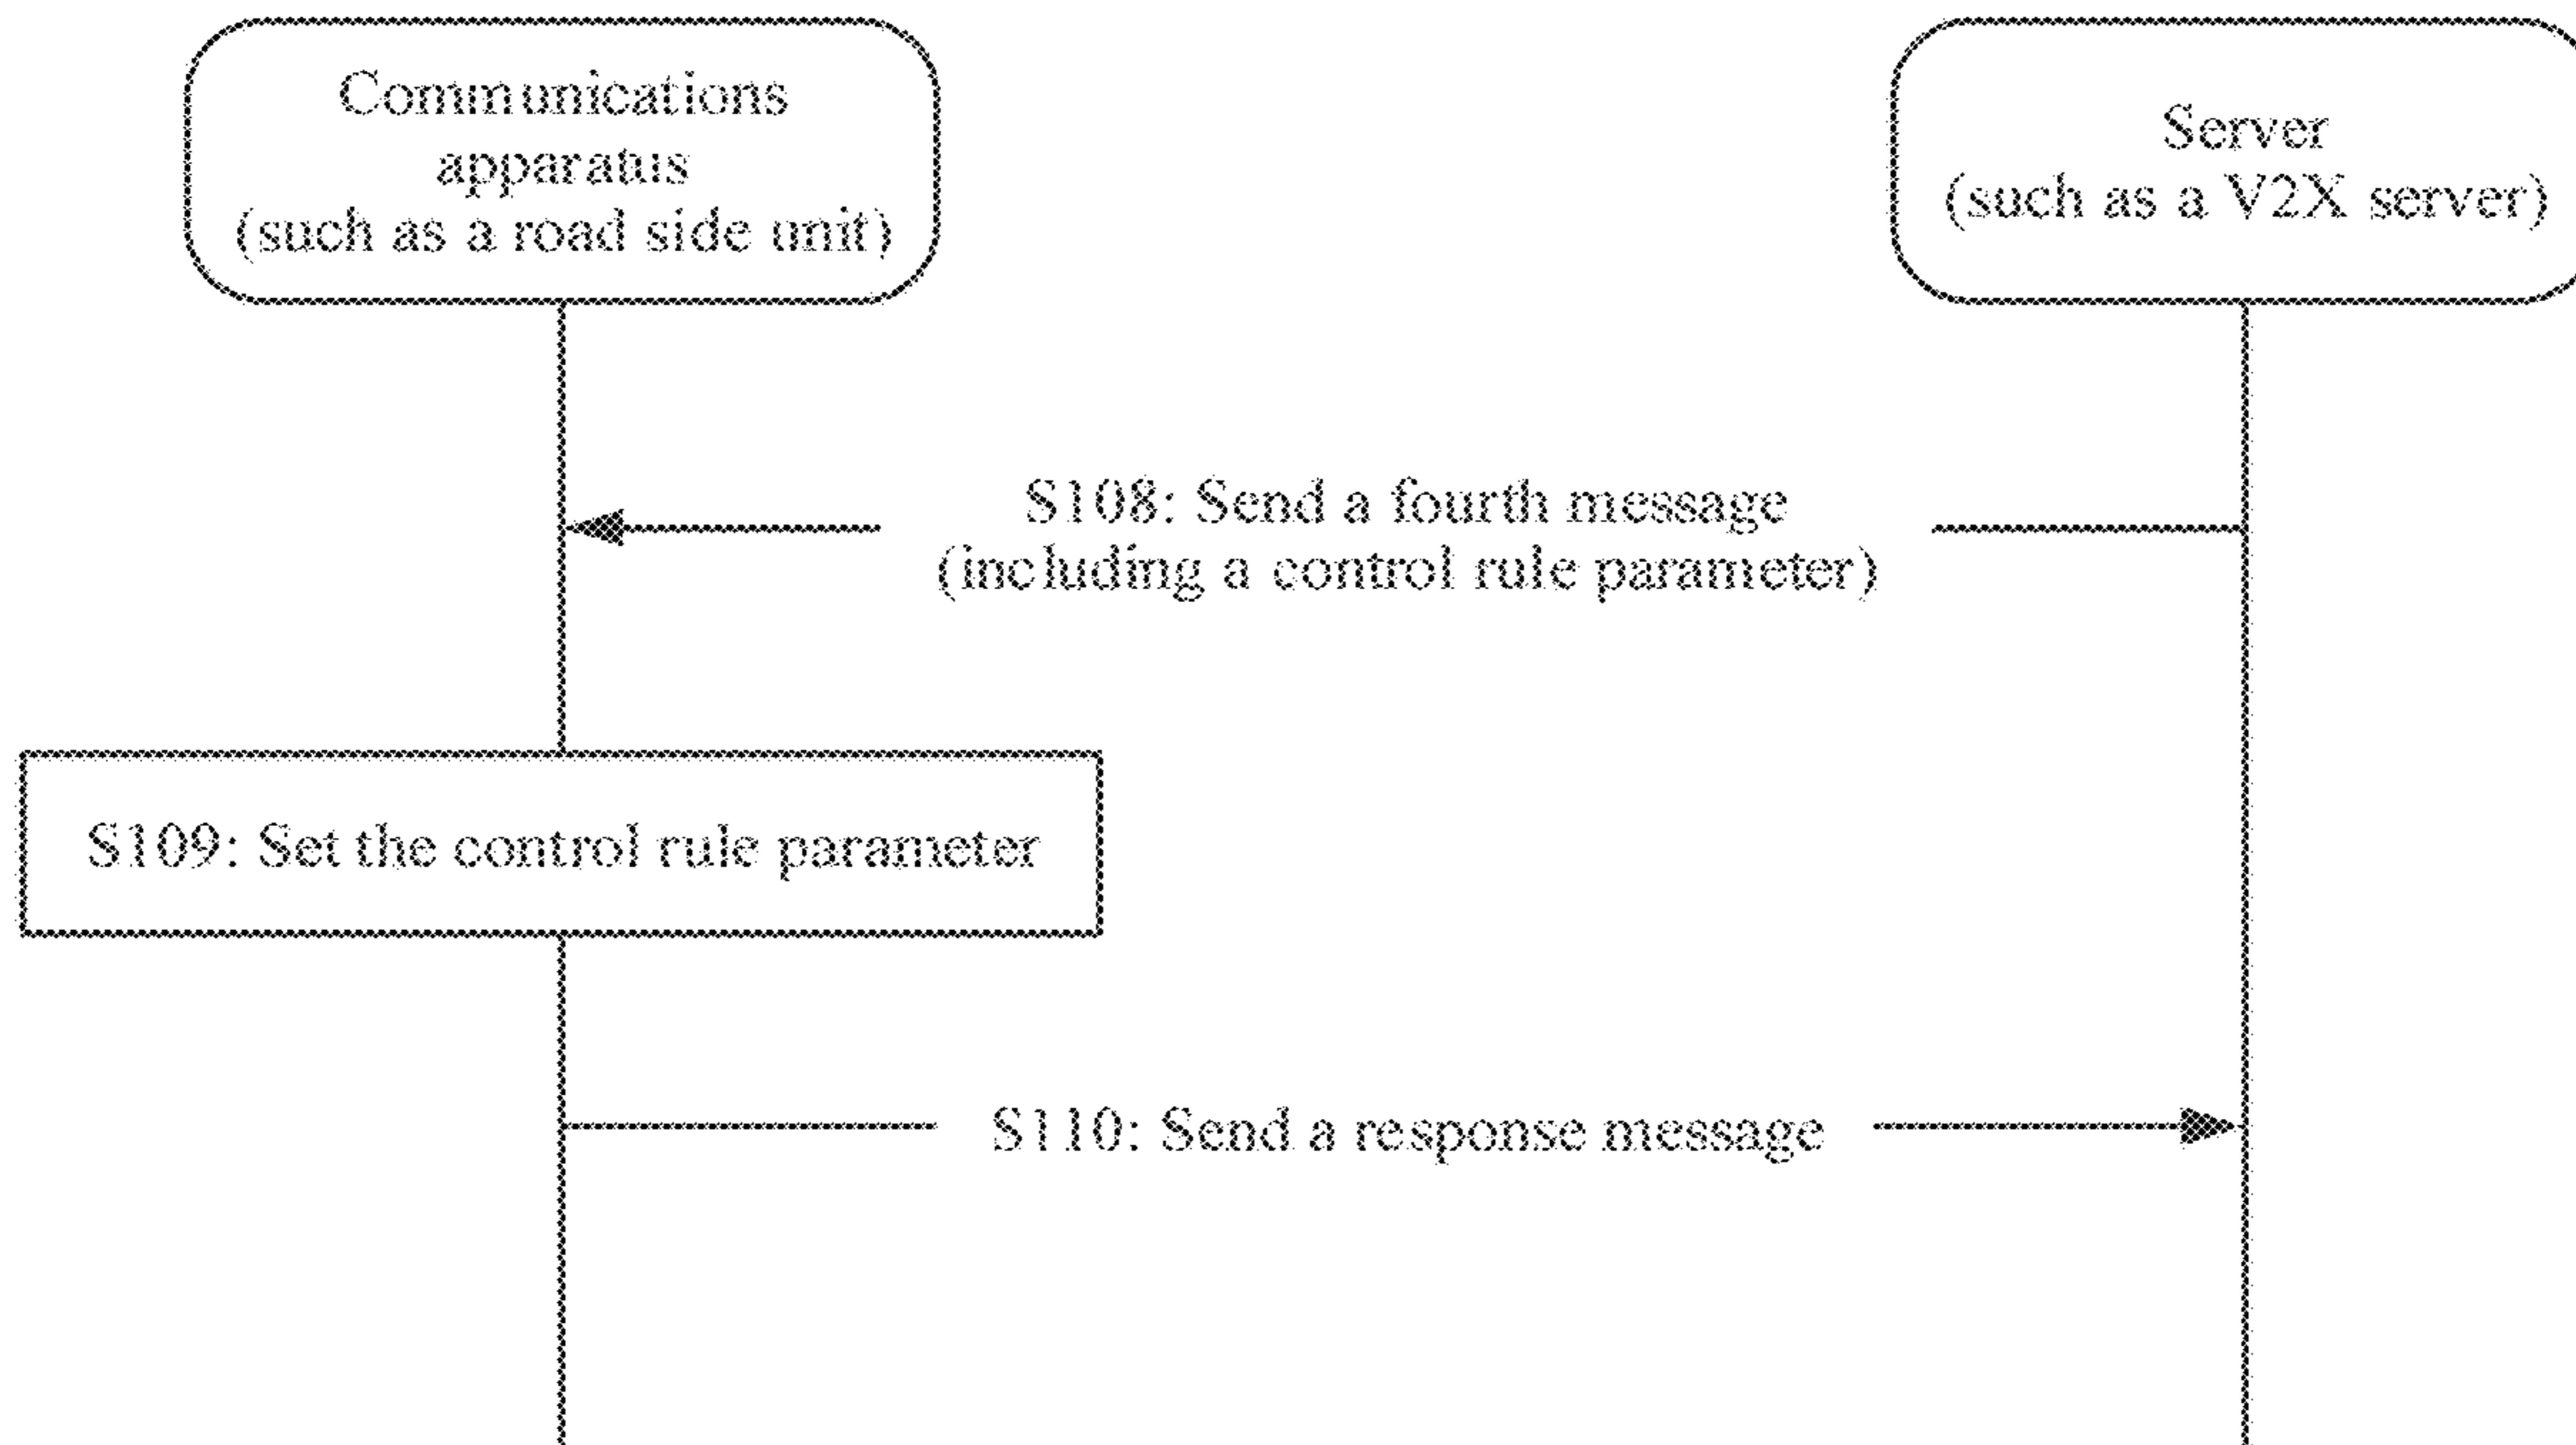 Communications
apparatus
(such as a road side unit)
Server
(such as a V2X server)
S108: Send a fourth message
(including a control rule parameter)
S109: Set the control rule parameter
S110: Send a response message